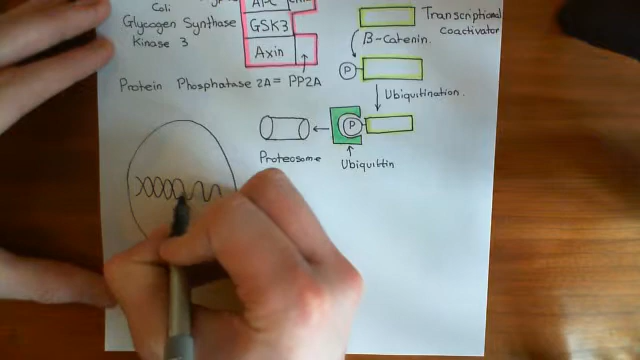 Coli
Glycogen Synthase
Kinase 3
APC
GSK3
Axin
Protein Phosphatase 2A = PP2A
Transcriptional
coactivator
β-catenin.
P
Ubiquitination.
P
Proteosome
Ubiquitin